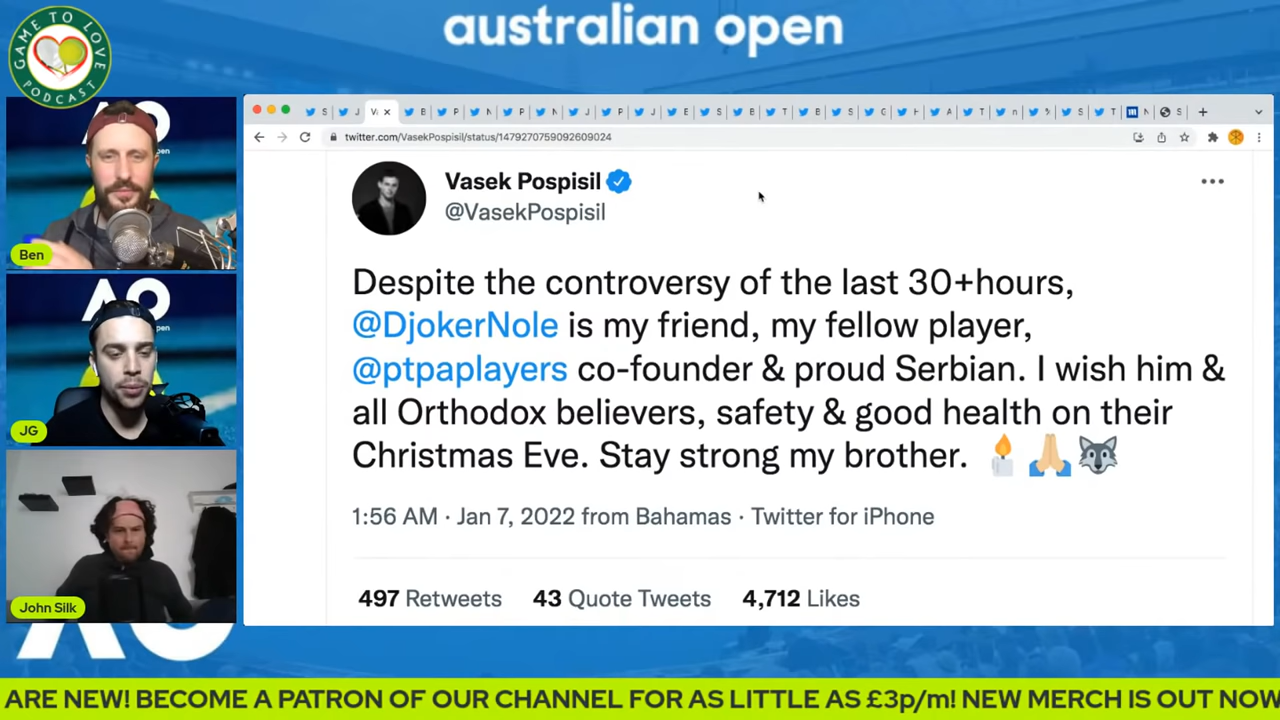 australian open
GAME TO LOVE
PODCAST
twitter.com/VasekPospisil/status/1479270759092609024
Vasek Pospisil
@VasekPospisil
Despite the controversy of the last 30+hours,
@DjokerNole is my friend, my fellow player,
@ptpaplayers co-founder & proud Serbian. I wish him &
all Orthodox believers, safety & good health on their
Christmas Eve. Stay strong my brother. 🕯️🙏🏼🐺
1:56 AM · Jan 7, 2022 from Bahamas · Twitter for iPhone
497 Retweets 43 Quote Tweets 4,712 Likes
AO
Ben
AO
JG
John Silk
AO
ARE NEW! BECOME A PATRON OF OUR CHANNEL FOR AS LITTLE AS £3p/m! NEW MERCH IS OUT NOW